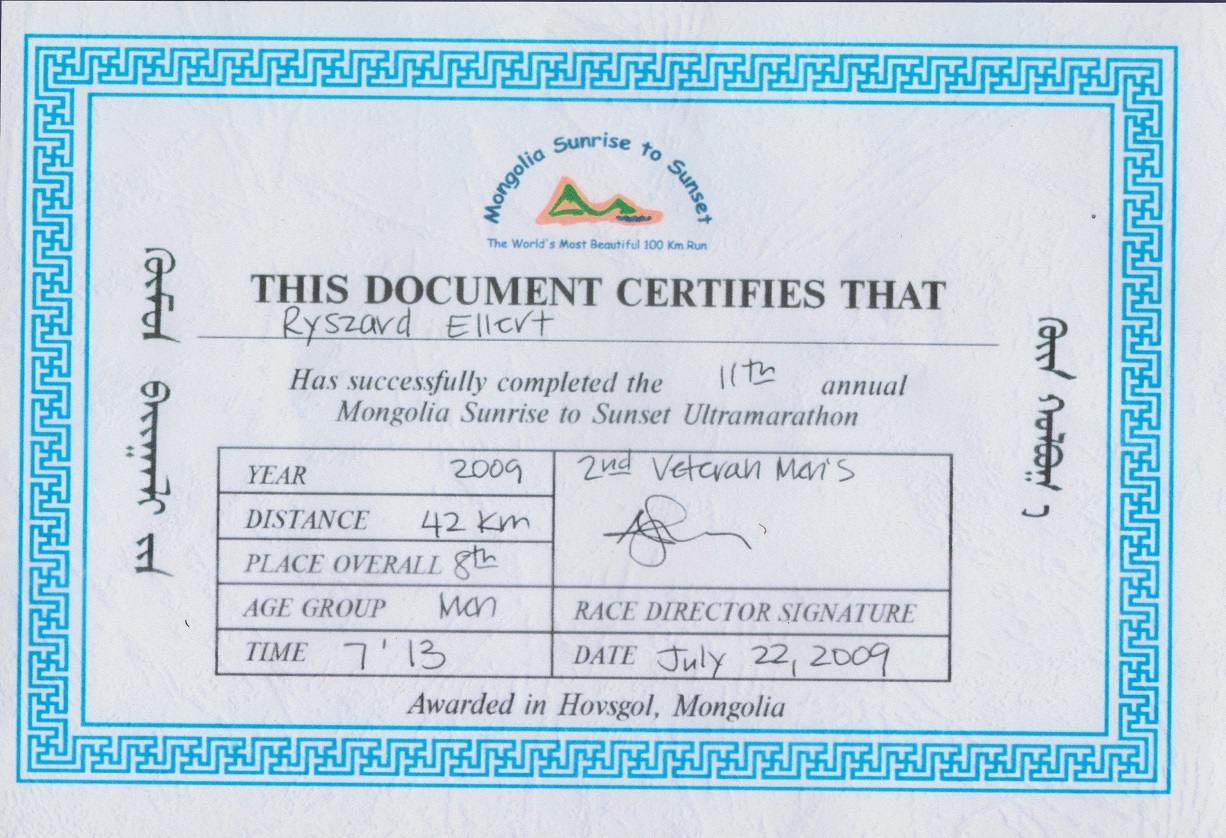 Mongolia Sunrise to Sunset
The World's Most Beautiful 100 Km Run
THIS DOCUMENT CERTIFIES THAT
Ryszard Ellert
Has successfully completed the 11th annual
Mongolia Sunrise to Sunset Ultramarathon
YEAR 2009
2nd Veteran Men's
DISTANCE 42 km
PLACE OVERALL 8th
AGE GROUP Men
RACE DIRECTOR SIGNATURE
TIME 7'13
DATE July 22, 2009
Awarded in Hovsgol, Mongolia